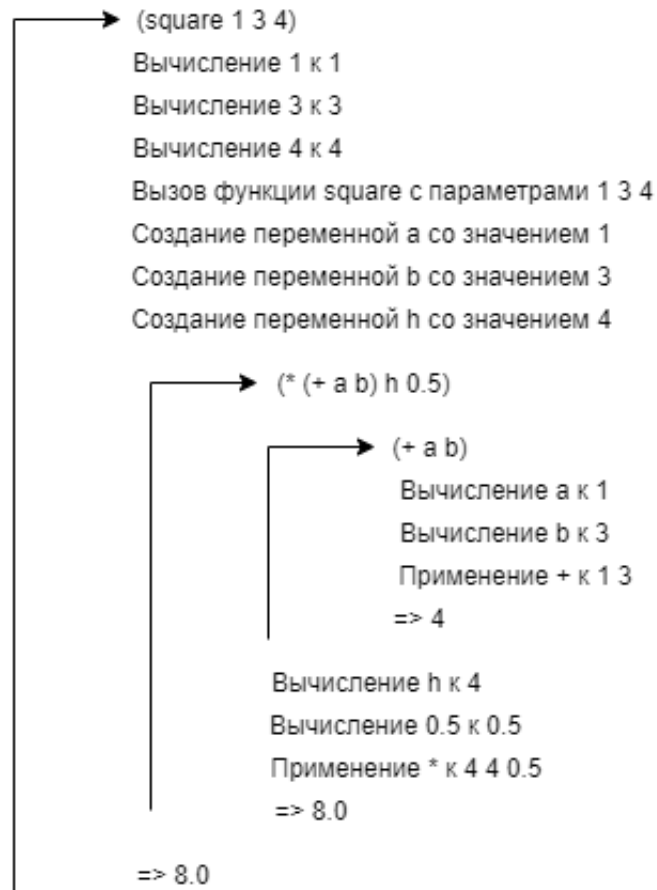 (square 1 3 4)
Вычисление 1 к 1
Вычисление 3 к 3
Вычисление 4 к 4
Вызов функции square с параметрами 1 3 4
Создание переменной a со значением 1
Создание переменной b со значением 3
Создание переменной h со значением 4
(* (+ a b) h 0.5)
(+ a b)
Вычисление a к 1
Вычисление b к 3
Применение + к 1 3
=> 4
Вычисление h к 4
Вычисление 0.5 к 0.5
Применение * к 4 4 0.5
=> 8.0
=> 8.0